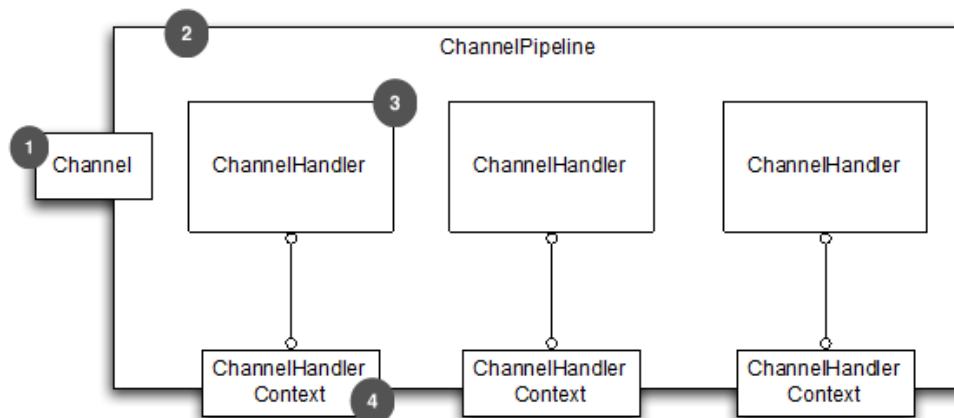 2
ChannelPipeline
3
1
Channel
ChannelHandler
ChannelHandler
ChannelHandler
ChannelHandler
Context
4
ChannelHandler
Context
ChannelHandler
Context